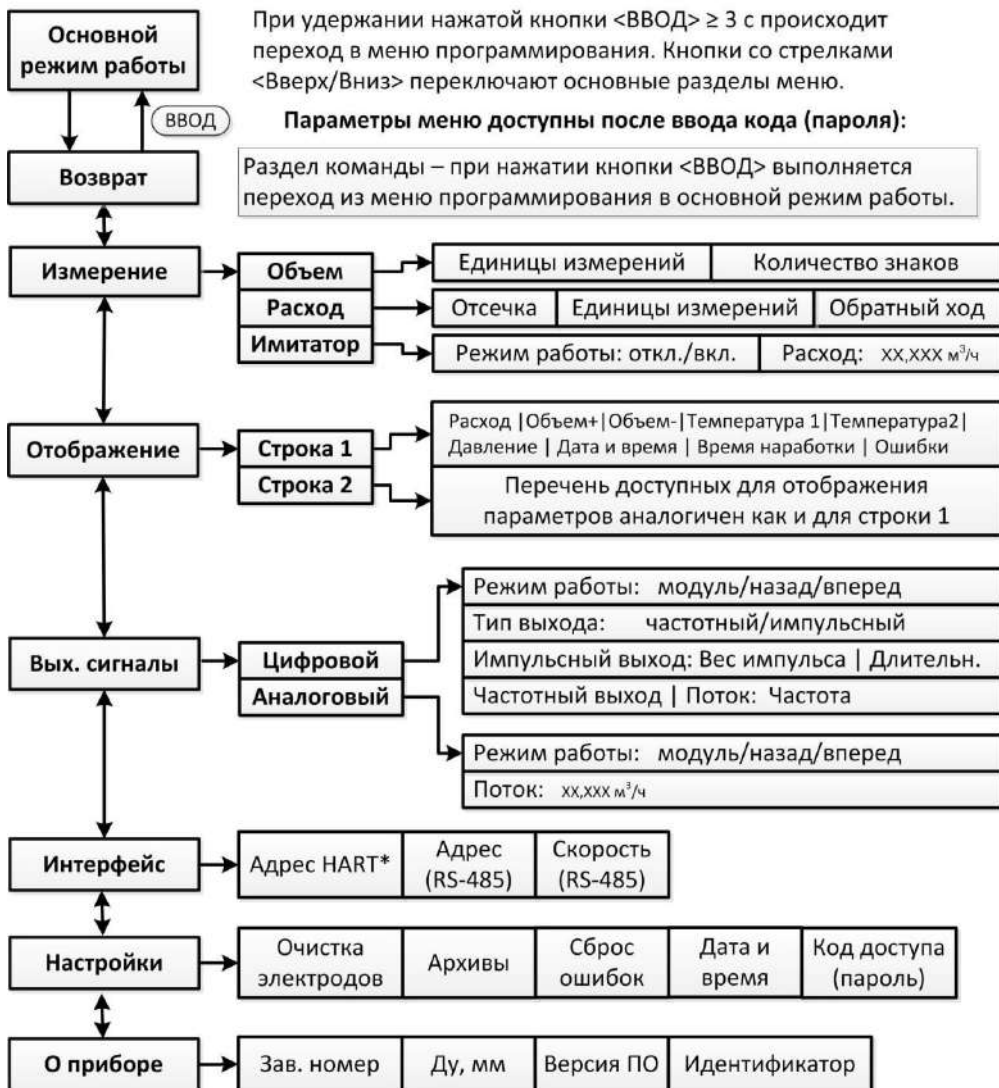 Основной
режим работы
При удержании нажатой кнопки <ВВОД> ≥ 3 с происходит
переход в меню программирования. Кнопки со стрелками
<Вверх/Вниз> переключают основные разделы меню.
ВВОД
Параметры меню доступны после ввода кода (пароля):
Возврат
Раздел команды – при нажатии кнопки <ВВОД> выполняется
переход из меню программирования в основной режим работы.
Измерение
Объем
Единицы измерений
Количество знаков
Расход
Отсечка
Единицы измерений
Обратный ход
Имитатор
Режим работы: откл./вкл.
Расход: XX,XXX м³/ч
Отображение
Строка 1
Расход |Объем+|Объем-|Температура 1|Температура2|
Давление | Дата и время | Время наработки | Ошибки
Строка 2
Перечень доступных для отображения
параметров аналогичен как и для строки 1
Вых. сигналы
Цифровой
Режим работы: модуль/назад/вперед
Тип выхода: частотный/импульсный
Импульсный выход: Вес импульса | Длительн.
Частотный выход | Поток: Частота
Аналоговый
Режим работы: модуль/назад/вперед
Поток: XX,XXX м³/ч
Интерфейс
Адрес HART*
Адрес
(RS-485)
Скорость
(RS-485)
Настройки
Очистка
электродов
Архивы
Сброс
ошибок
Дата и
время
Код доступа
(пароль)
О приборе
Зав. номер
Ду, мм
Версия ПО
Идентификатор